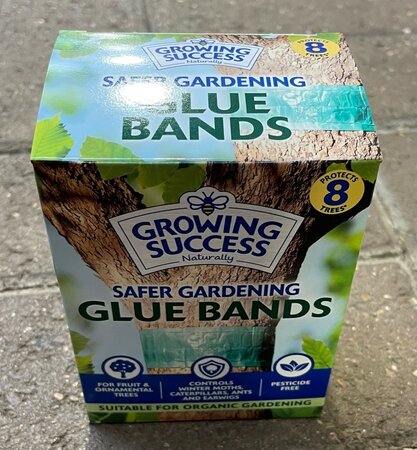 GROWING
SUCCESS
Naturally
PROTECTS
8
TREES*
SAFER GARDENING
GLUE BANDS
PROTECTS
8
TREES*
GROWING
SUCCESS
Naturally
SAFER GARDENING
GLUE BANDS
FOR FRUIT &
ORNAMENTAL
TREES
CONTROLS
WINTER MOTHS,
CATERPILLARS, ANTS
AND EARWIGS
PESTICIDE
FREE
SUITABLE FOR ORGANIC GARDENING